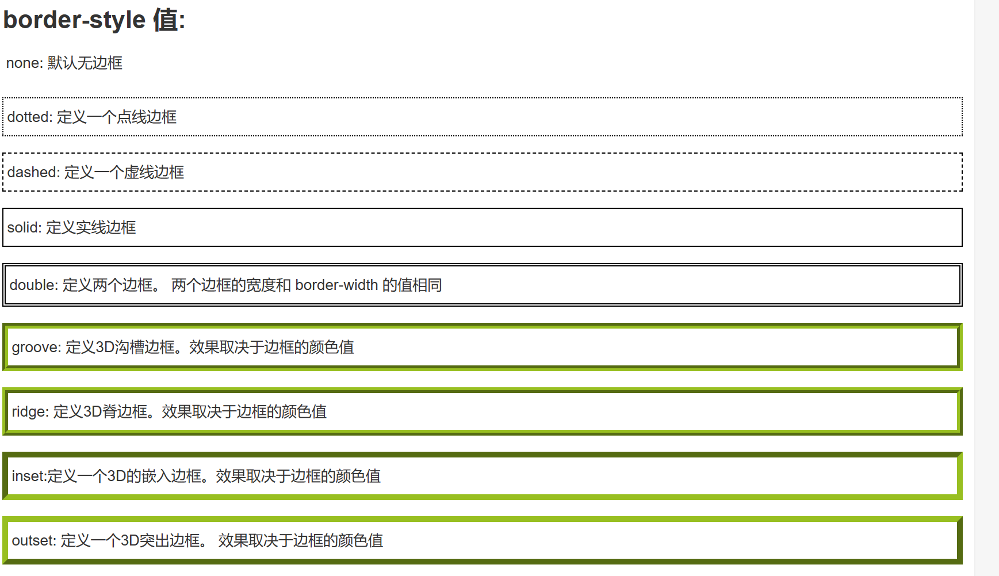 border-style 值:
none: 默认无边框
dotted: 定义一个点线边框
dashed: 定义一个虚线边框
solid: 定义实线边框
double: 定义两个边框。 两个边框的宽度和 border-width 的值相同
groove: 定义3D沟槽边框。效果取决于边框的颜色值
ridge: 定义3D脊边框。效果取决于边框的颜色值
inset:定义一个3D的嵌入边框。效果取决于边框的颜色值
outset: 定义一个3D突出边框。 效果取决于边框的颜色值